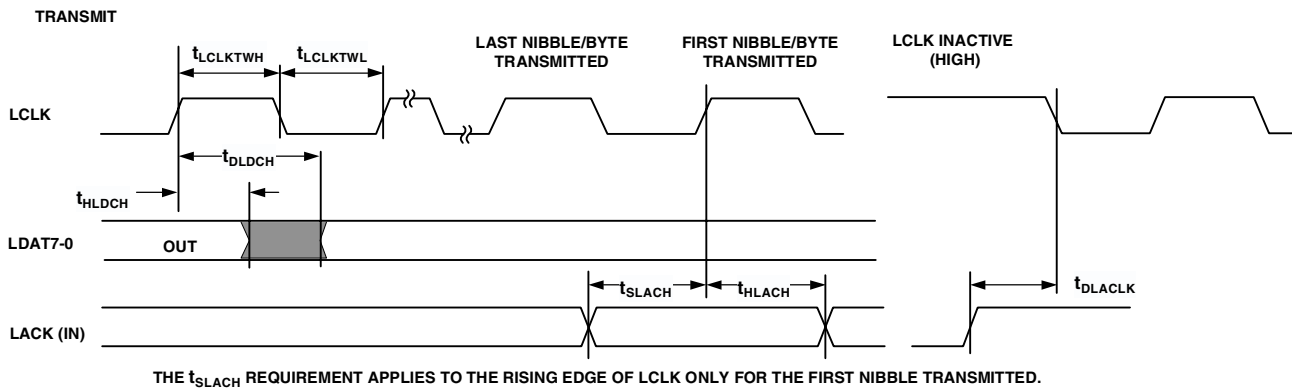 TRANSMIT
tLCLKTWH
tLCLKTWL
LAST NIBBLE/BYTE
TRANSMITTED
FIRST NIBBLE/BYTE
TRANSMITTED
LCLK INACTIVE
(HIGH)
LCLK
tDLDCH
tHLDCH
LDAT7-0
OUT
tSLACH
tHLACH
tDLACLK
LACK (IN)
THE tSLACH REQUIREMENT APPLIES TO THE RISING EDGE OF LCLK ONLY FOR THE FIRST NIBBLE TRANSMITTED.